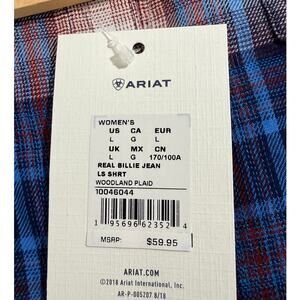 ARIAT
WOMEN'S
US CA EUR
L G L
UK MX CN
L G 170/100A
REAL BILLIE JEAN
LS SHRT
WOODLAND PLAID
10046044
1 95696 62352 4
MSRP: $59.95
ARIAT.COM
©2018 Ariat International, Inc.
AR-P-005207 8/18